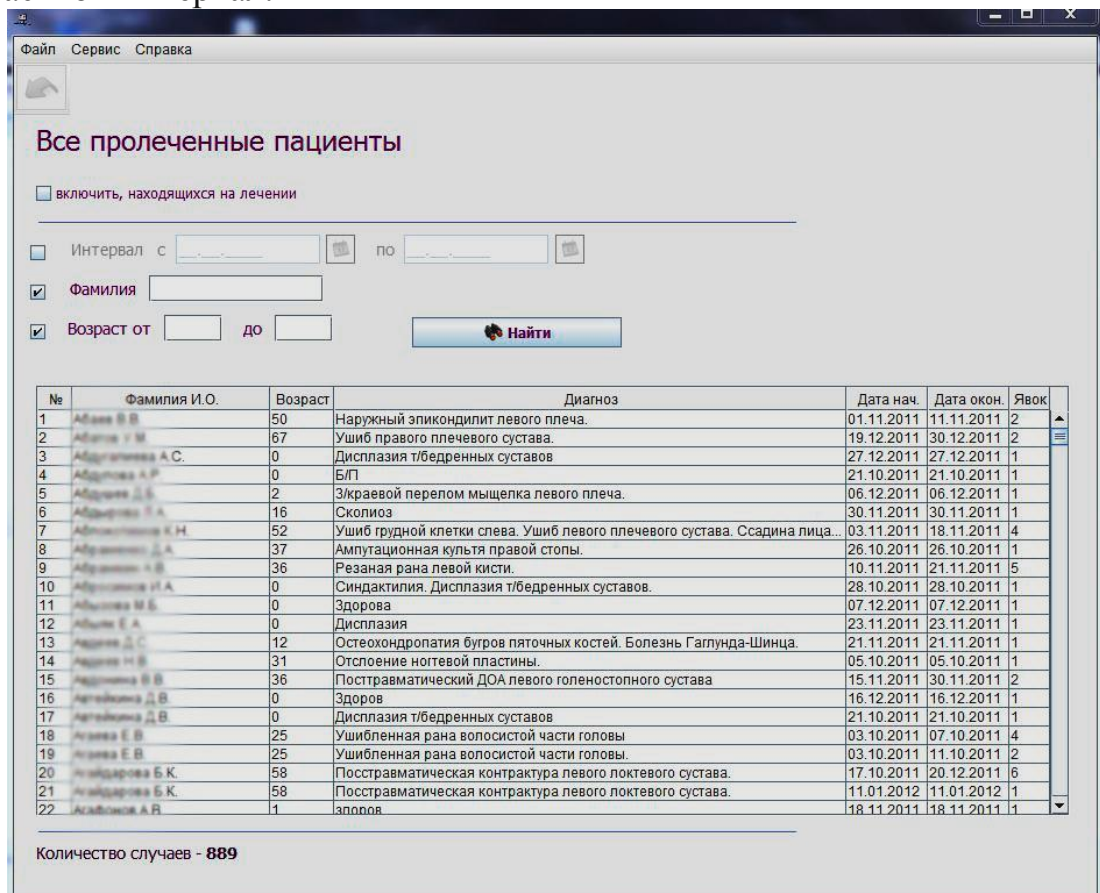 Файл Сервис Справка
Все пролеченные пациенты
включить, находящихся на лечении
Интервал с __.__.____ по __.__.____
Фамилия
Возраст от до Найти
№ Фамилия И.О. Возраст Диагноз Дата нач. Дата окон. Явок
1 50 Наружный эпикондилит левого плеча. 01.11.2011 11.11.2011 2
2 67 Ушиб правого плечевого сустава. 19.12.2011 30.12.2011 2
3 А.С. 0 Дисплазия т/бедренных суставов 27.12.2011 27.12.2011 1
4 0 Б/П 21.10.2011 21.10.2011 1
5 2 З/краевой перелом мыщелка левого плеча. 06.12.2011 06.12.2011 1
6 16 Сколиоз 30.11.2011 30.11.2011 1
7 К.Н. 52 Ушиб грудной клетки слева. Ушиб левого плечевого сустава. Ссадина лица... 03.11.2011 18.11.2011 4
8 37 Ампутационная культя правой стопы. 26.10.2011 26.10.2011 1
9 36 Резаная рана левой кисти. 10.11.2011 21.11.2011 5
10 0 Синдактилия. Дисплазия т/бедренных суставов. 28.10.2011 28.10.2011 1
11 0 Здорова 07.12.2011 07.12.2011 1
12 0 Дисплазия 23.11.2011 23.11.2011 1
13 12 Остеохондропатия бугров пяточных костей. Болезнь Гаглунда-Шинца. 21.11.2011 21.11.2011 1
14 31 Отслоение ногтевой пластины. 05.10.2011 05.10.2011 1
15 36 Посттравматический ДОА левого голеностопного сустава 15.11.2011 30.11.2011 2
16 0 Здоров 16.12.2011 16.12.2011 1
17 0 Дисплазия т/бедренных суставов 21.10.2011 21.10.2011 1
18 25 Ушибленная рана волосистой части головы 03.10.2011 07.10.2011 4
19 25 Ушибленная рана волосистой части головы. 03.10.2011 11.10.2011 2
20 Б.К. 58 Посстравматическая контрактура левого локтевого сустава. 17.10.2011 20.12.2011 6
21 Б.К. 58 Посстравматическая контрактура левого локтевого сустава. 11.01.2012 11.01.2012 1
22 1 здоров 18.11.2011 18.11.2011 1
Количество случаев - 889